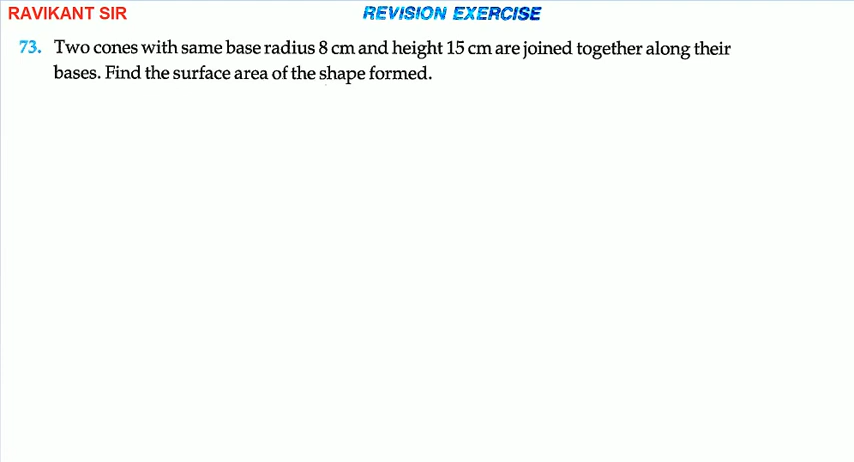 RAVIKANT SIR
REVISION EXERCISE
73. Two cones with same base radius 8 cm and height 15 cm are joined together along their
bases. Find the surface area of the shape formed.